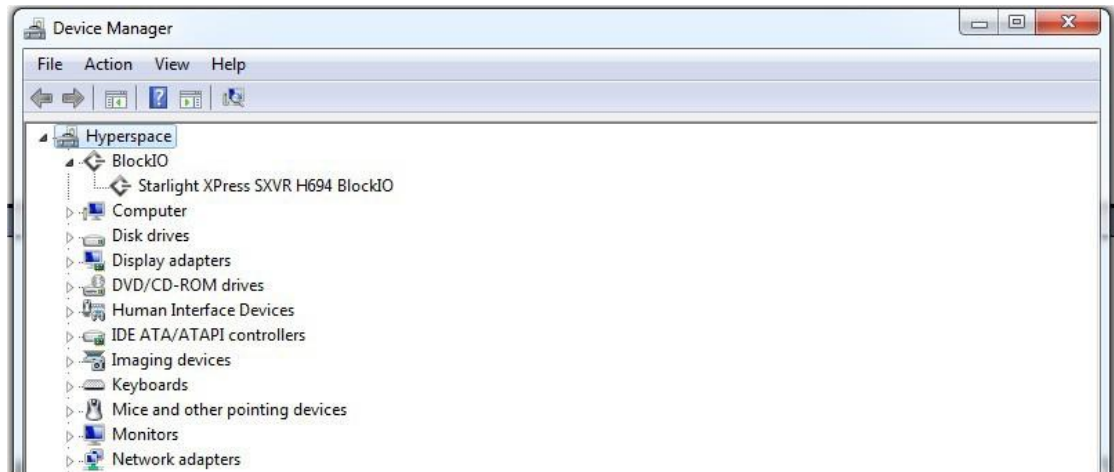 Device Manager
File Action View Help
Hyperspace
BlockIO
Starlight XPress SXVR H694 BlockIO
Computer
Disk drives
Display adapters
DVD/CD-ROM drives
Human Interface Devices
IDE ATA/ATAPI controllers
Imaging devices
Keyboards
Mice and other pointing devices
Monitors
Network adapters